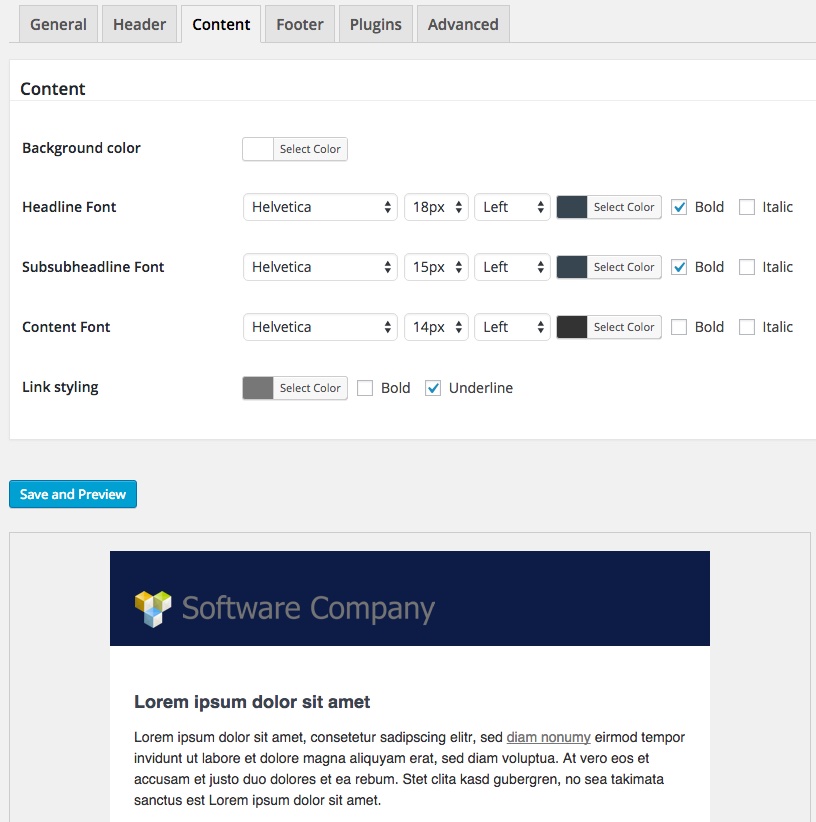 General Header Content Footer Plugins Advanced
Content
Background color Select Color
Headline Font Helvetica 18px Left Select Color Bold Italic
Subsubheadline Font Helvetica 15px Left Select Color Bold Italic
Content Font Helvetica 14px Left Select Color Bold Italic
Link styling Select Color Bold Underline
Save and Preview
Software Company
Lorem ipsum dolor sit amet
Lorem ipsum dolor sit amet, consetetur sadipscing elitr, sed diam nonumy eirmod tempor
invidunt ut labore et dolore magna aliquyam erat, sed diam voluptua. At vero eos et
accusam et justo duo dolores et ea rebum. Stet clita kasd gubergren, no sea takimata
sanctus est Lorem ipsum dolor sit amet.